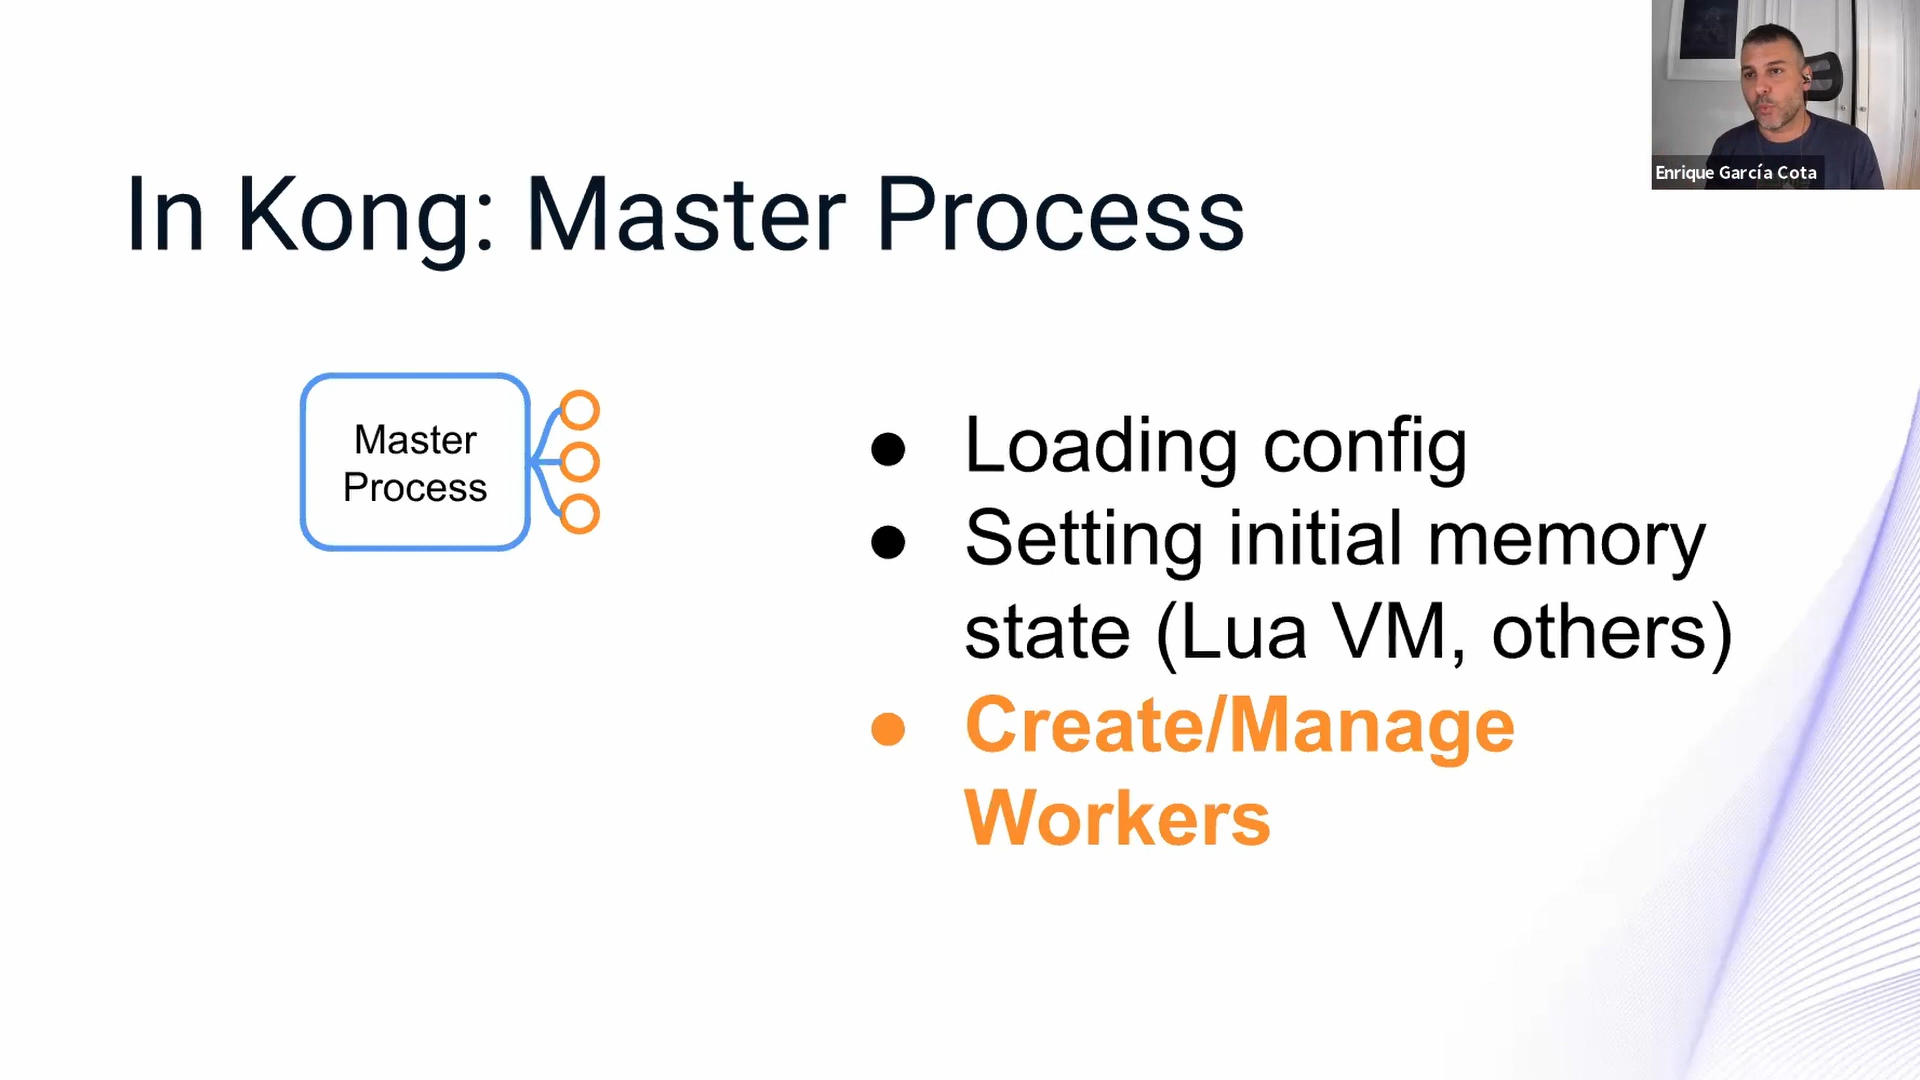 Enrique García Cota
In Kong: Master Process
Master
Process
● Loading config
● Setting initial memory
state (Lua VM, others)
● Create/Manage
Workers